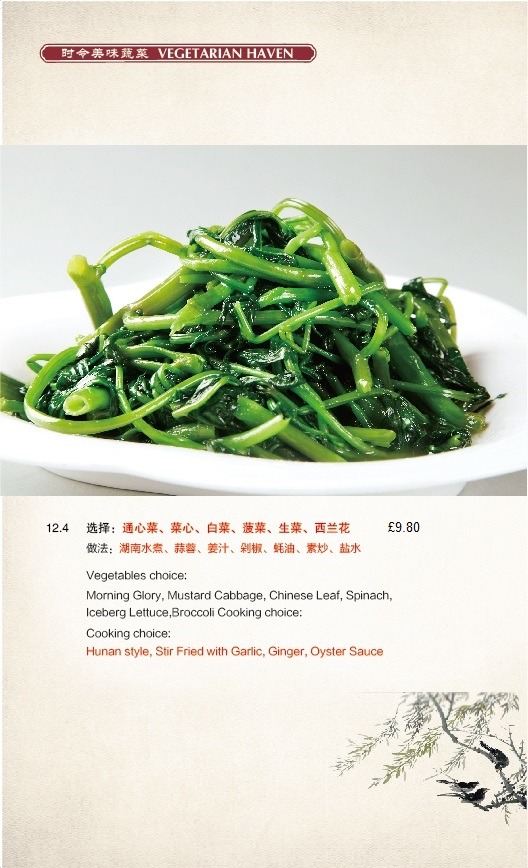 时令美味蔬菜 VEGETARIAN HAVEN
12.4 选择：通心菜、菜心、白菜、菠菜、生菜、西兰花 £9.80
做法：湖南水煮、蒜蓉、姜汁、剁椒、蚝油、素炒、盐水
Vegetables choice:
Morning Glory, Mustard Cabbage, Chinese Leaf, Spinach,
Iceberg Lettuce,Broccoli Cooking choice:
Cooking choice:
Hunan style, Stir Fried with Garlic, Ginger, Oyster Sauce